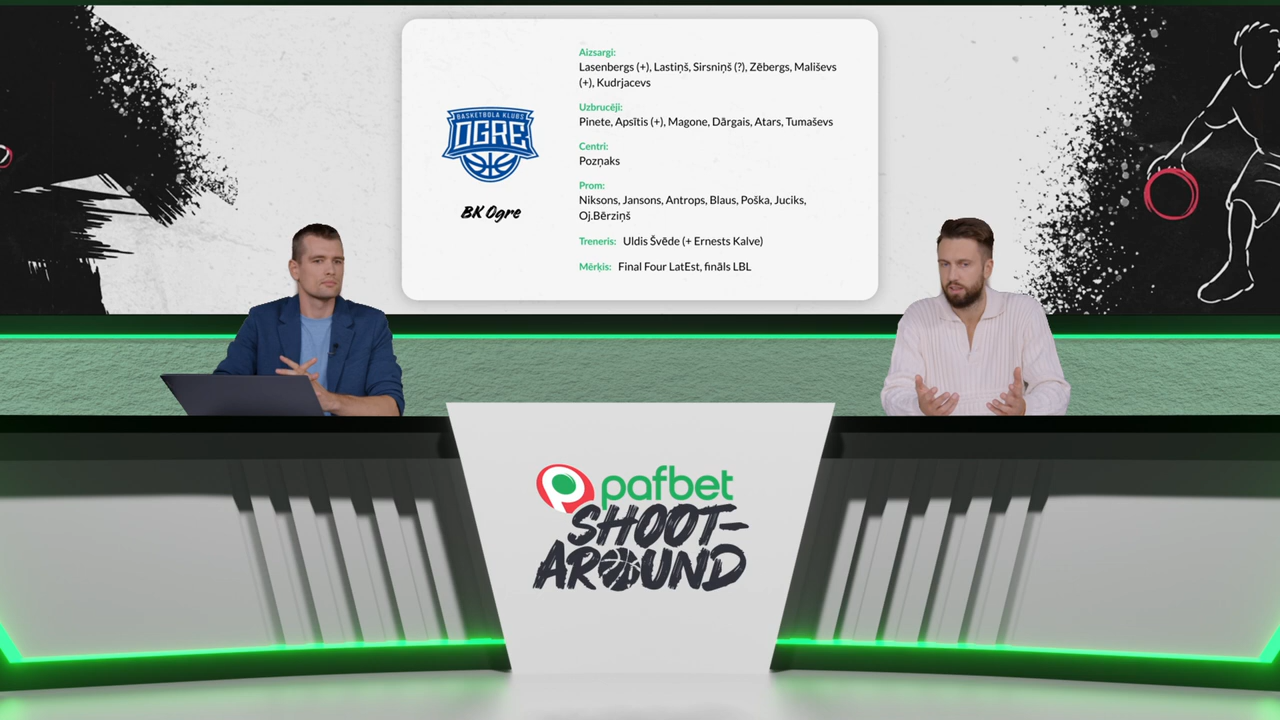 Aizsargi:
Lasenbergs (+), Lastiņš, Sirsniņš (?), Zēbergs, Mališevs
(+), Kudrjacevs
Uzbrucēji:
Pinete, Apsītis (+), Magone, Dārgais, Atars, Tumaševs
Centri:
Pozņaks
Prom:
Niksons, Jansons, Antrops, Blaus, Poška, Juciks,
Oj.Bērziņš
Treneris: Uldis Švēde (+ Ernests Kalve)
Mērķis: Final Four LatEst, fināls LBL
BASKETBOLA KLUBS
OGRE
BK Ogre
pafbet
SHOOT-
AROUND